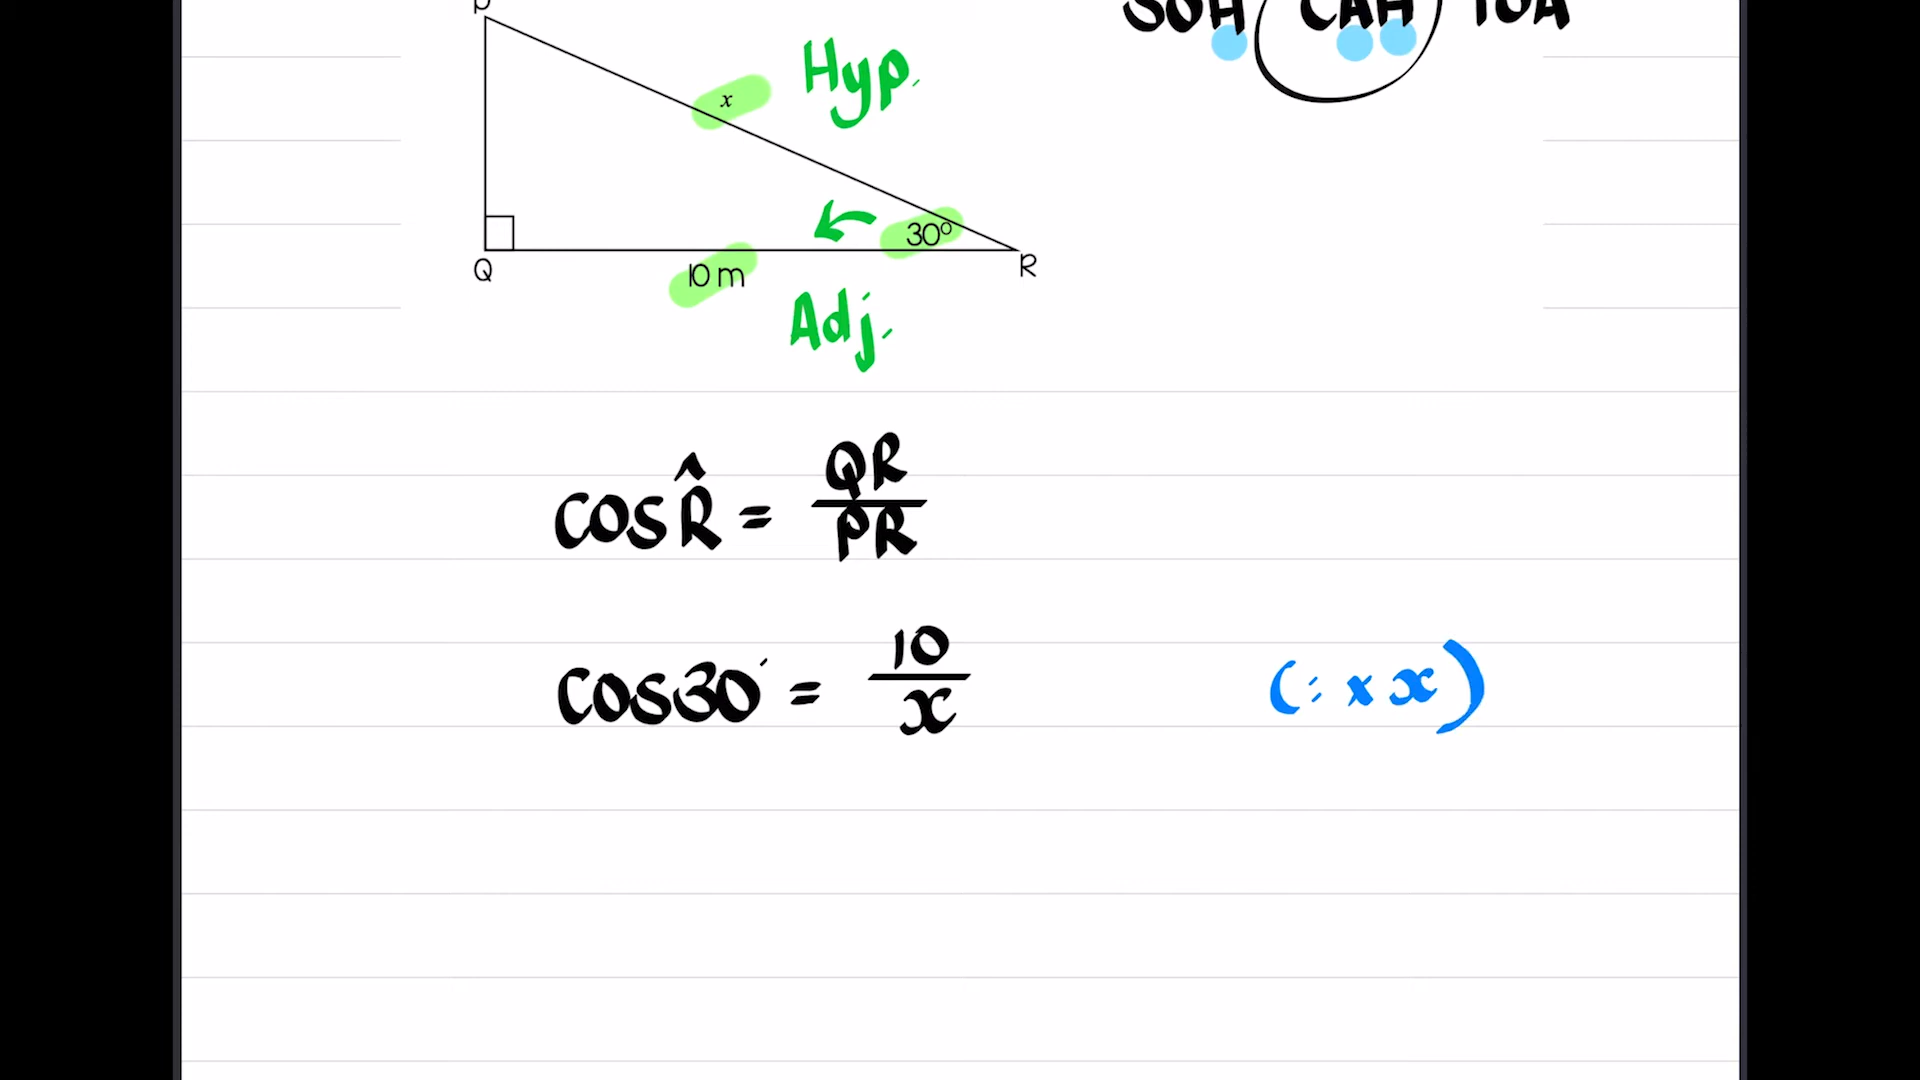 P
SOH CAH TOA
x Hyp.
30°
Q 10 m R
Adj.
cos R̂ = QR/PR
cos30° = 10/x (: × x)